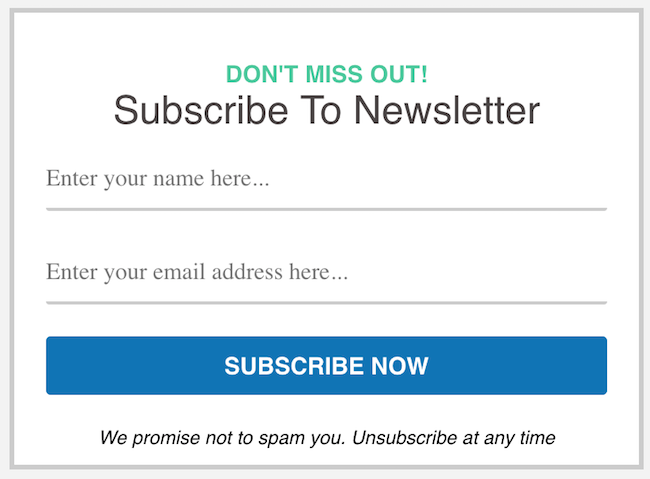 DON'T MISS OUT!
Subscribe To Newsletter
Enter your name here...
Enter your email address here...
SUBSCRIBE NOW
We promise not to spam you. Unsubscribe at any time